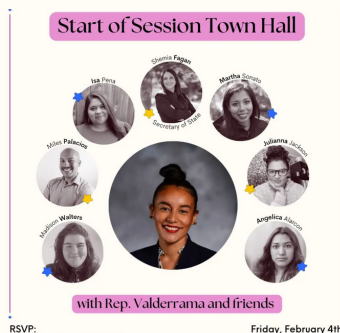 Start of Session Town Hall
Shemia Fagan
Secretary of State
Isa Pena
Martha Sonato
Miles Palacios
Julianna Jackson
Madison Walters
Angelica Alarcon
with Rep. Valderrama and friends
RSVP:
Friday, February 4th